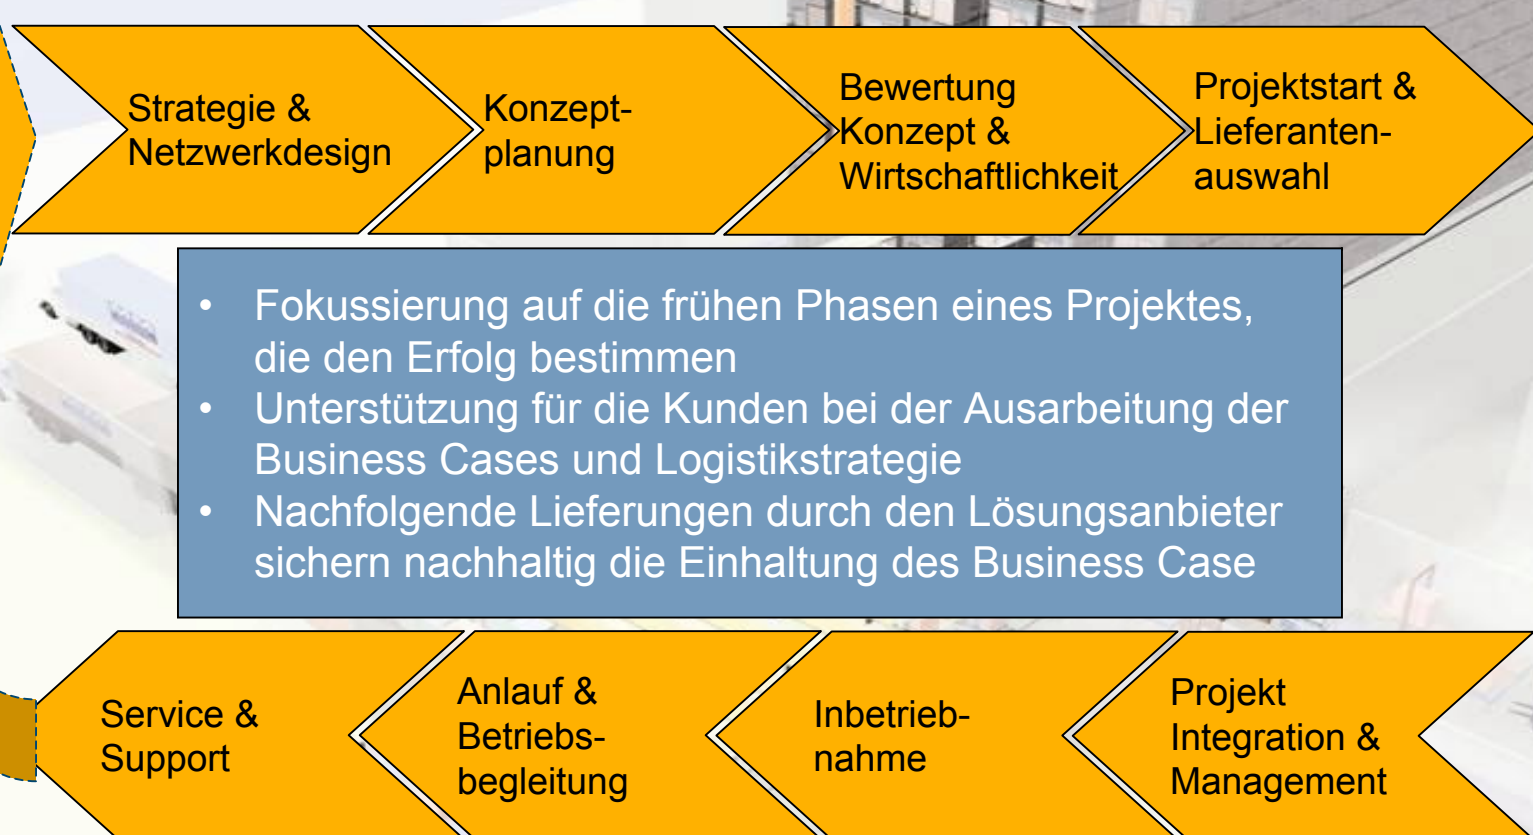 Strategie &
Netzwerkdesign
Konzept-
planung
Bewertung
Konzept &
Wirtschaftlichkeit
Projektstart &
Lieferanten-
auswahl
• Fokussierung auf die frühen Phasen eines Projektes,
die den Erfolg bestimmen
• Unterstützung für die Kunden bei der Ausarbeitung der
Business Cases und Logistikstrategie
• Nachfolgende Lieferungen durch den Lösungsanbieter
sichern nachhaltig die Einhaltung des Business Case
Service &
Support
Anlauf &
Betriebs-
begleitung
Inbetrieb-
nahme
Projekt
Integration &
Management